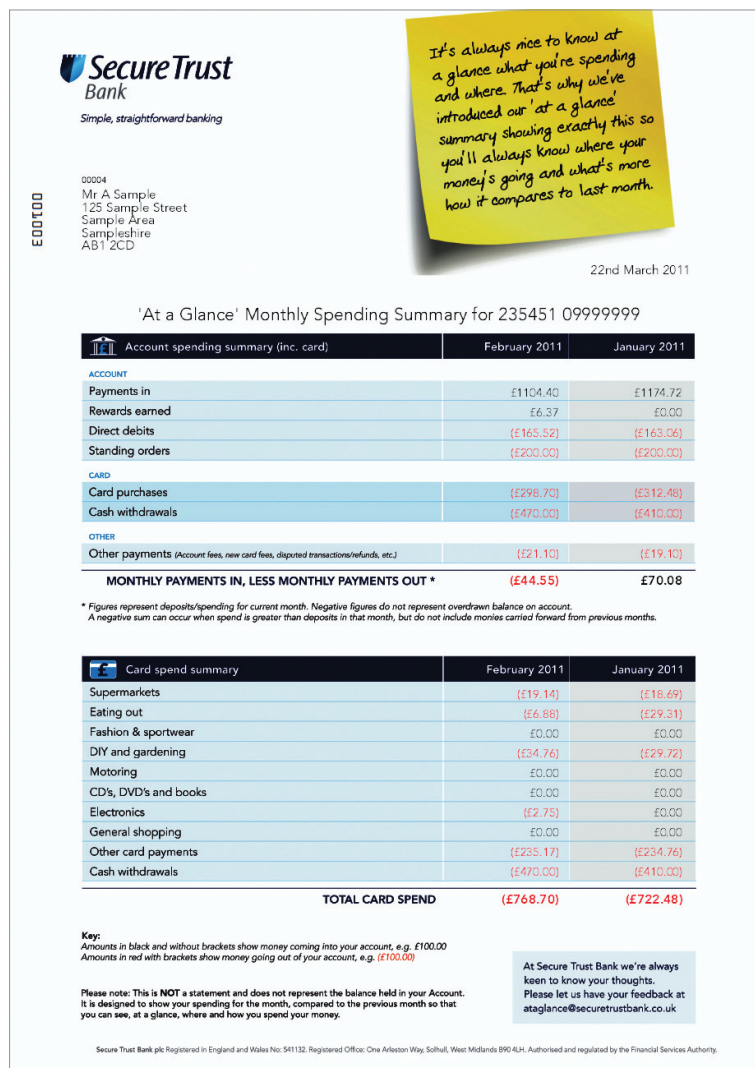 SecureTrust
Bank
Simple, straightforward banking
It's always nice to know at
a glance what you're spending
and where. That's why we've
introduced our 'at a glance'
summary showing exactly this so
you'll always know where your
money's going and what's more
how it compares to last month.
001003
00004
Mr A Sample
125 Sample Street
Sample Area
Sampleshire
AB1 2CD
22nd March 2011
'At a Glance' Monthly Spending Summary for 235451 09999999
Account spending summary (inc. card) February 2011 January 2011
ACCOUNT
Payments in £1104.40 £1174.72
Rewards earned £6.37 £0.00
Direct debits (£165.52) (£163.06)
Standing orders (£200.00) (£200.00)
CARD
Card purchases (£298.70) (£312.48)
Cash withdrawals (£470.00) (£410.00)
OTHER
Other payments (Account fees, new card fees, disputed transactions/refunds, etc.) (£21.10) (£19.10)
MONTHLY PAYMENTS IN, LESS MONTHLY PAYMENTS OUT * (£44.55) £70.08
* Figures represent deposits/spending for current month. Negative figures do not represent overdrawn balance on account.
A negative sum can occur when spend is greater than deposits in that month, but do not include monies carried forward from previous months.
£ Card spend summary February 2011 January 2011
Supermarkets (£19.14) (£18.69)
Eating out (£6.88) (£29.31)
Fashion & sportwear £0.00 £0.00
DIY and gardening (£34.76) (£29.72)
Motoring £0.00 £0.00
CD's, DVD's and books £0.00 £0.00
Electronics (£2.75) £0.00
General shopping £0.00 £0.00
Other card payments (£235.17) (£234.76)
Cash withdrawals (£470.00) (£410.00)
TOTAL CARD SPEND (£768.70) (£722.48)
Key:
Amounts in black and without brackets show money coming into your account, e.g. £100.00
Amounts in red with brackets show money going out of your account, e.g. (£100.00)
Please note: This is NOT a statement and does not represent the balance held in your Account.
It is designed to show your spending for the month, compared to the previous month so that
you can see, at a glance, where and how you spend your money.
At Secure Trust Bank we're always
keen to know your thoughts.
Please let us have your feedback at
ataglance@securetrustbank.co.uk
Secure Trust Bank plc Registered in England and Wales No: 541132. Registered Office: One Arleston Way, Solihull, West Midlands B90 4LH. Authorised and regulated by the Financial Services Authority.